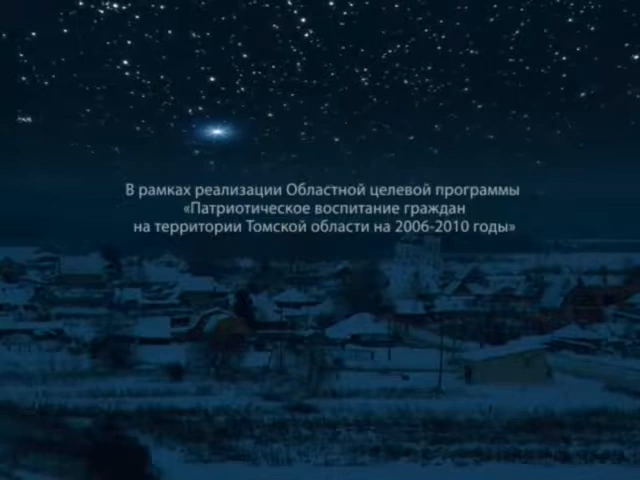 В рамках реализации Областной целевой программы
«Патриотическое воспитание граждан
на территории Томской области на 2006-2010 годы»